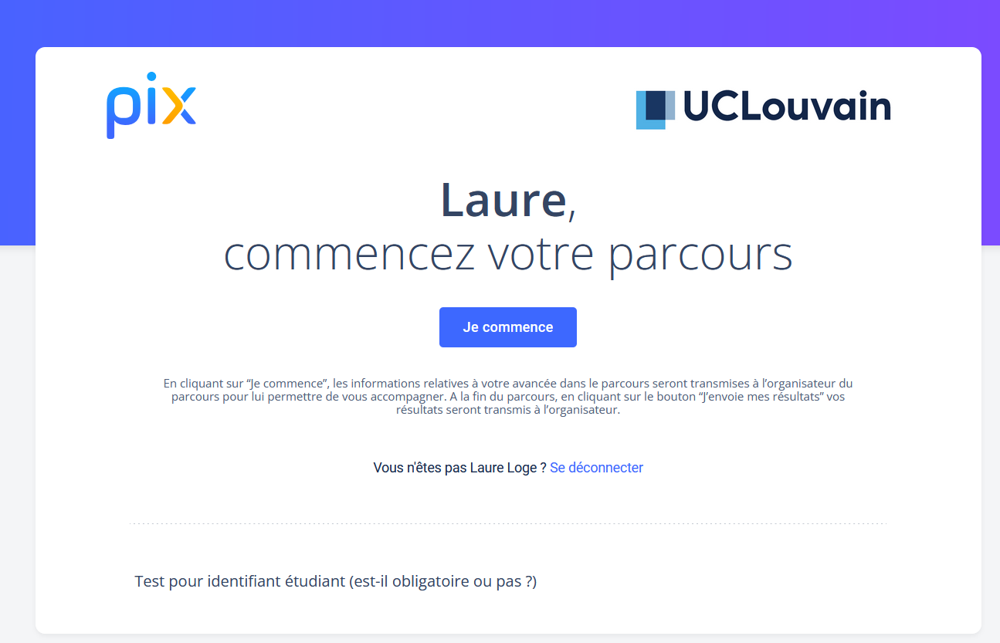 pix
UCLouvain
Laure,
commencez votre parcours
Je commence
En cliquant sur “Je commence”, les informations relatives à votre avancée dans le parcours seront transmises à l’organisateur du
parcours pour lui permettre de vous accompagner. A la fin du parcours, en cliquant sur le bouton “J’envoie mes résultats” vos
résultats seront transmis à l’organisateur.
Vous n'êtes pas Laure Loge ? Se déconnecter
Test pour identifiant étudiant (est-il obligatoire ou pas ?)